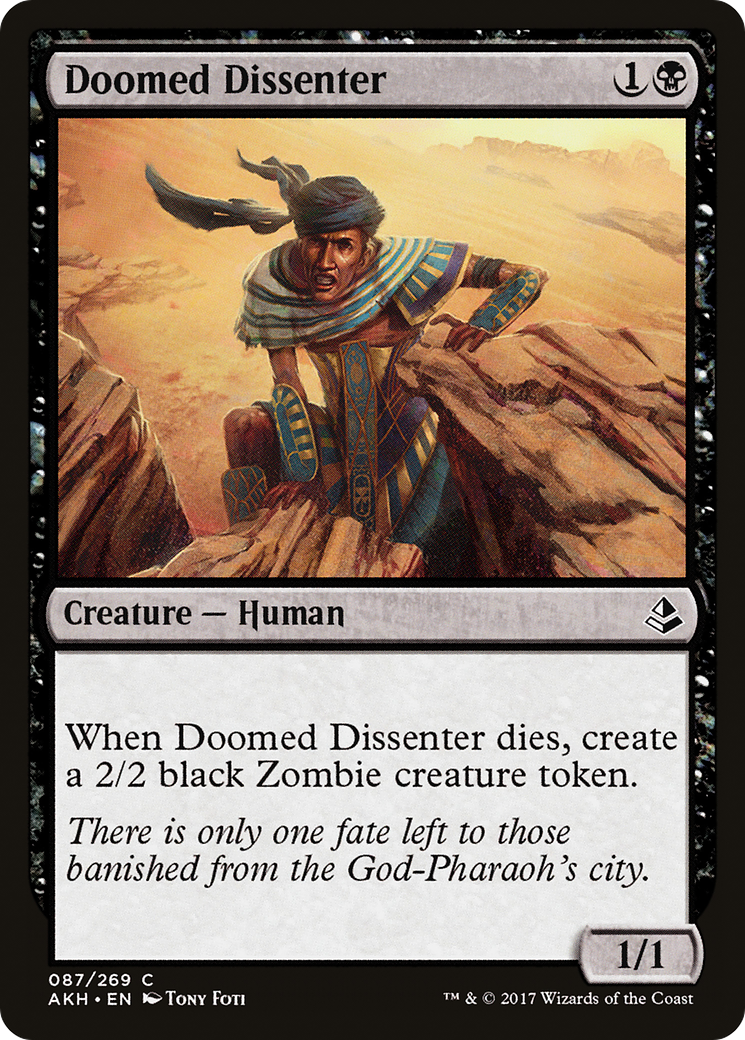 Doomed Dissenter 1
Creature — Human
When Doomed Dissenter dies, create
a 2/2 black Zombie creature token.
There is only one fate left to those
banished from the God-Pharaoh's city.
1/1
087/269 C
AKH • EN Tony Foti
™ & © 2017 Wizards of the Coast